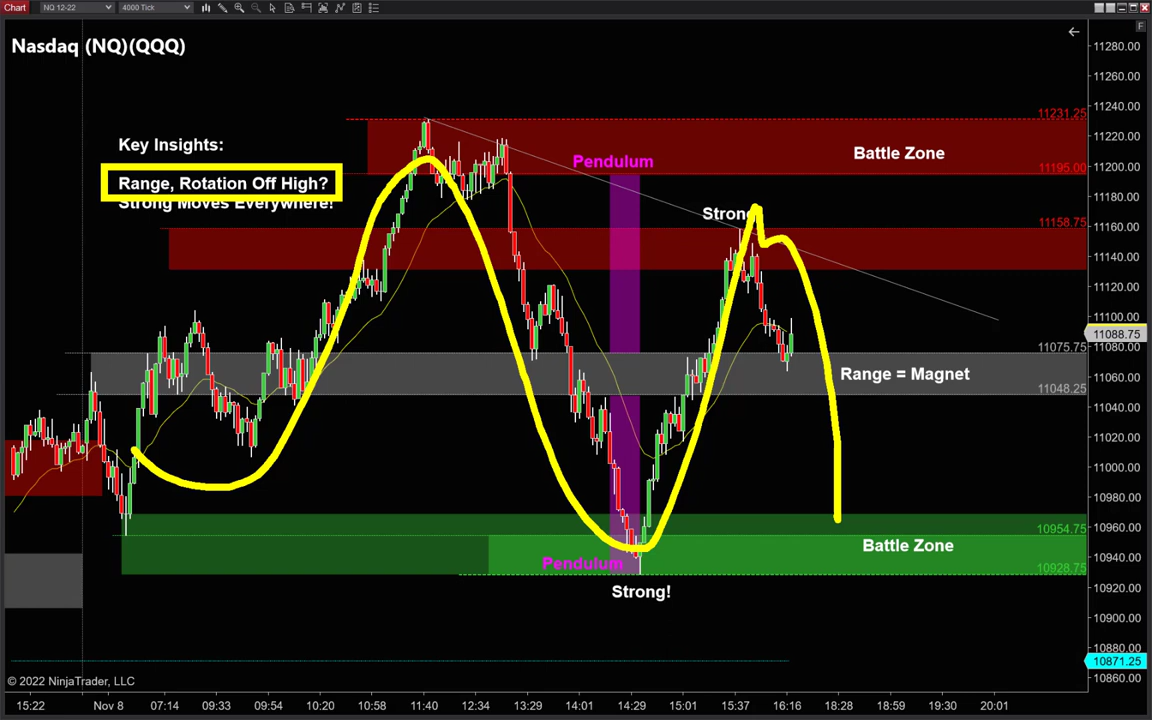 Chart NQ 12-22 4000 Tick
F
Nasdaq (NQ)(QQQ)
Key Insights:
Range, Rotation Off High?
Strong Moves Everywhere!
Pendulum
Battle Zone
Strong
Range = Magnet
Battle Zone
Pendulum
Strong!
11231.25
11195.00
11158.75
11075.75
11048.25
10954.75
10928.75
11280.00
11260.00
11240.00
11220.00
11200.00
11180.00
11160.00
11140.00
11120.00
11100.00
11088.75
11080.00
11060.00
11040.00
11020.00
11000.00
10980.00
10960.00
10940.00
10920.00
10900.00
10880.00
10871.25
10860.00
© 2022 NinjaTrader, LLC
15:22 Nov 8 07:14 09:33 09:54 10:20 10:58 11:40 12:34 13:29 14:01 14:29 15:01 15:37 16:16 18:28 18:59 19:30 20:01